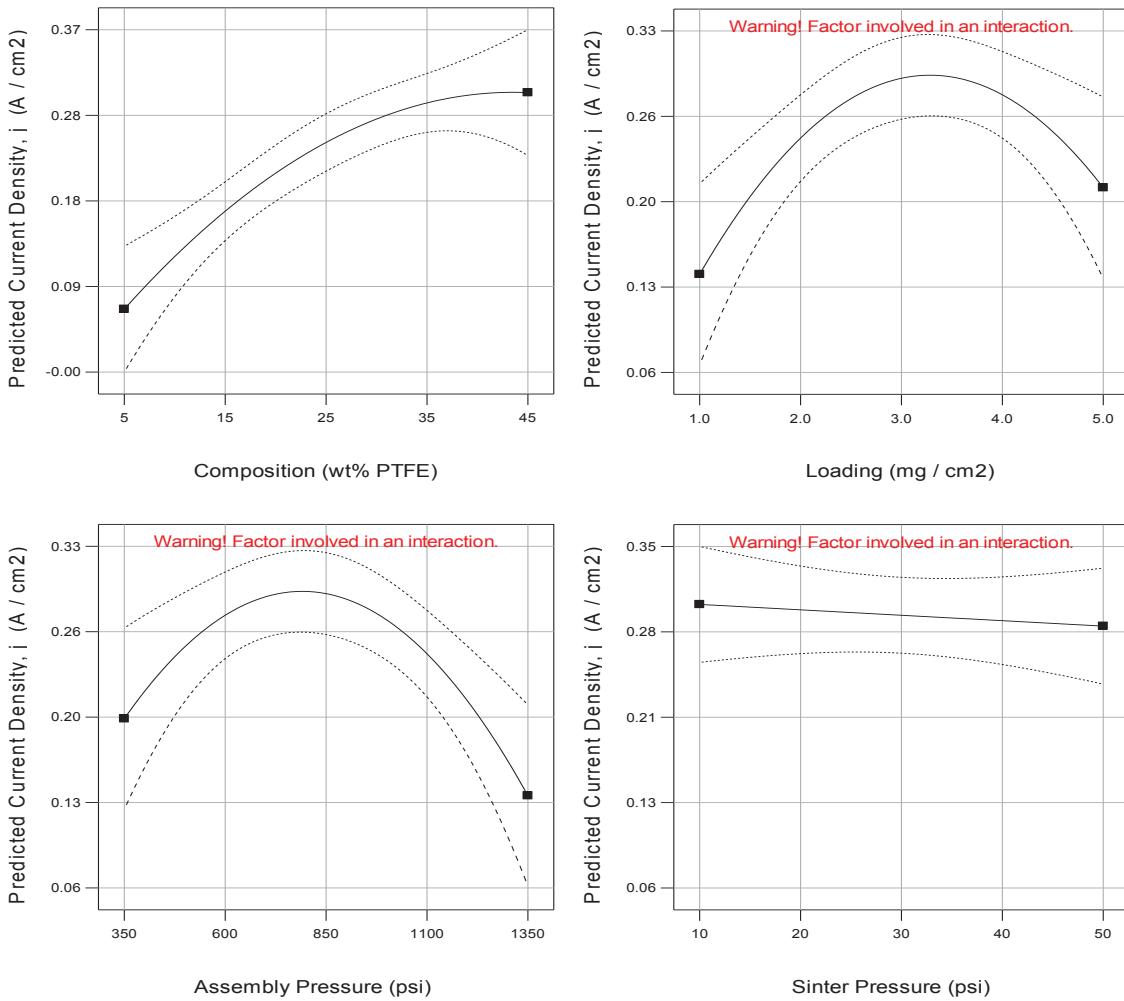 Predicted Current Density, i (A / cm2)
0.37
0.28
0.18
0.09
-0.00
5 15 25 35 45
Composition (wt% PTFE)
Warning! Factor involved in an interaction.
Predicted Current Density, i (A / cm2)
0.33
0.26
0.20
0.13
0.06
1.0 2.0 3.0 4.0 5.0
Loading (mg / cm2)
Warning! Factor involved in an interaction.
Predicted Current Density, i (A / cm2)
0.33
0.26
0.20
0.13
0.06
350 600 850 1100 1350
Assembly Pressure (psi)
Warning! Factor involved in an interaction.
Predicted Current Density, i (A / cm2)
0.35
0.28
0.21
0.13
0.06
10 20 30 40 50
Sinter Pressure (psi)